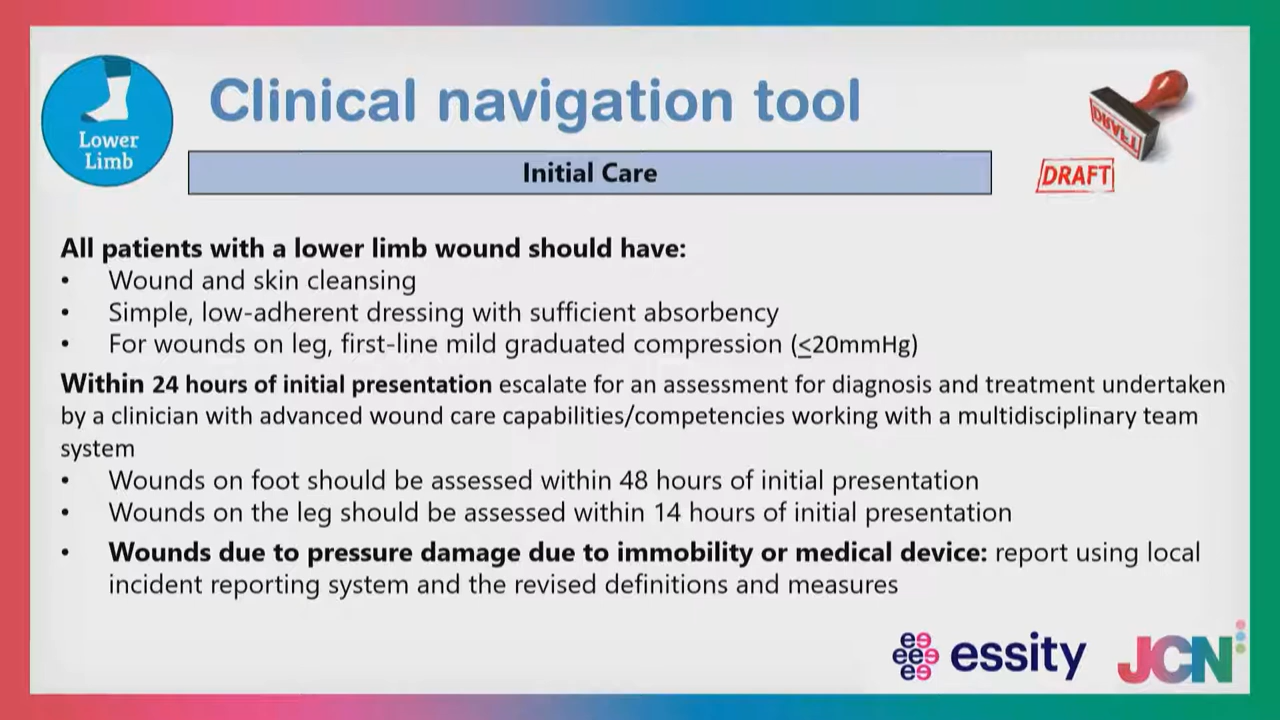 Lower
Limb
Clinical navigation tool
DRAFT
Initial Care
DRAFT
All patients with a lower limb wound should have:
• Wound and skin cleansing
• Simple, low-adherent dressing with sufficient absorbency
• For wounds on leg, first-line mild graduated compression (≤20mmHg)
Within 24 hours of initial presentation escalate for an assessment for diagnosis and treatment undertaken
by a clinician with advanced wound care capabilities/competencies working with a multidisciplinary team
system
• Wounds on foot should be assessed within 48 hours of initial presentation
• Wounds on the leg should be assessed within 14 hours of initial presentation
• Wounds due to pressure damage due to immobility or medical device: report using local
incident reporting system and the revised definitions and measures
essity
JCN